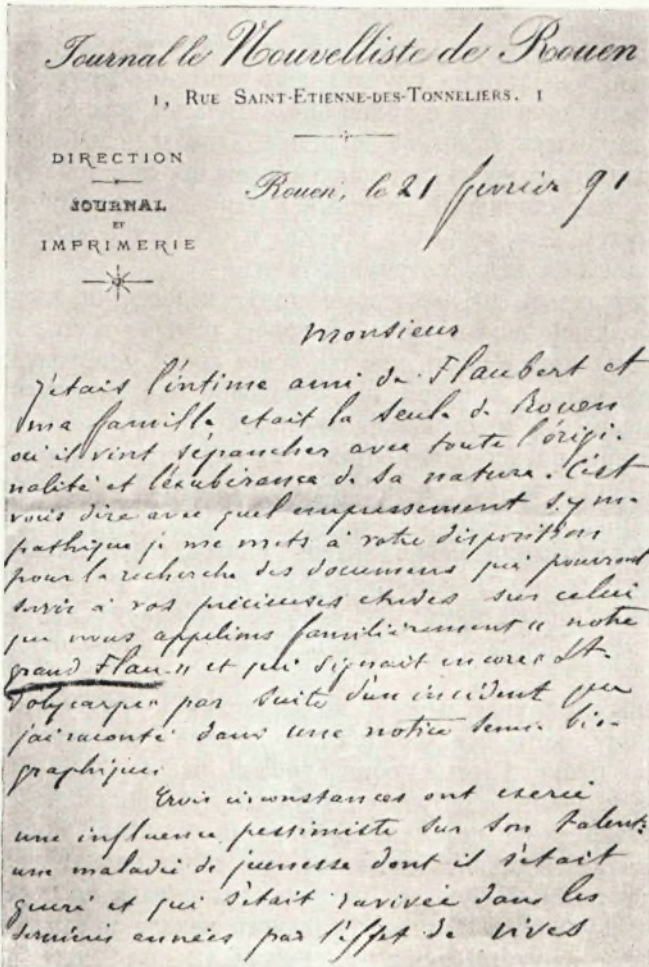 Journal le Nouvelliste de Rouen
1, Rue Saint-Etienne-des-Tonneliers, 1
DIRECTION
JOURNAL
ET
IMPRIMERIE
Rouen, le 21 fevrier 91
Monsieur
J'étais l'intime ami de Flaubert et
ma famille etait la seule de Rouen
où il vint s'épancher avec toute l'origi-
nalité et l'exubérance de sa nature. C'est
vous dire avec quel empressement sym-
pathique je me mets à votre disposition
pour la recherche des documens qui pourront
servir à vos précieuses etudes sur celui
que nous appelions familièrement "notre
grand Flau" et qui signait encore "St-
Polycarpe" par suite d'un incident que
j'ai raconté dans une notice semi-bio-
graphique.
Trois circonstances ont exercé
une influence pessimiste sur son talent:
une maladie de jeunesse dont il s'était
guéri et qui s'était ravivée dans les
dernières années par l'effet de vives